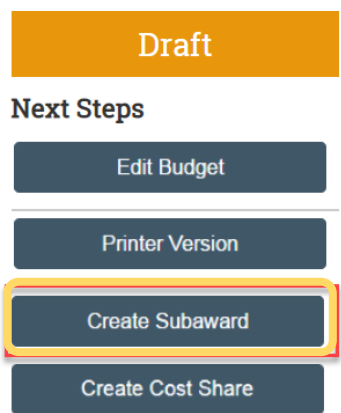 Draft
Next Steps
Edit Budget
Printer Version
Create Subaward
Create Cost Share